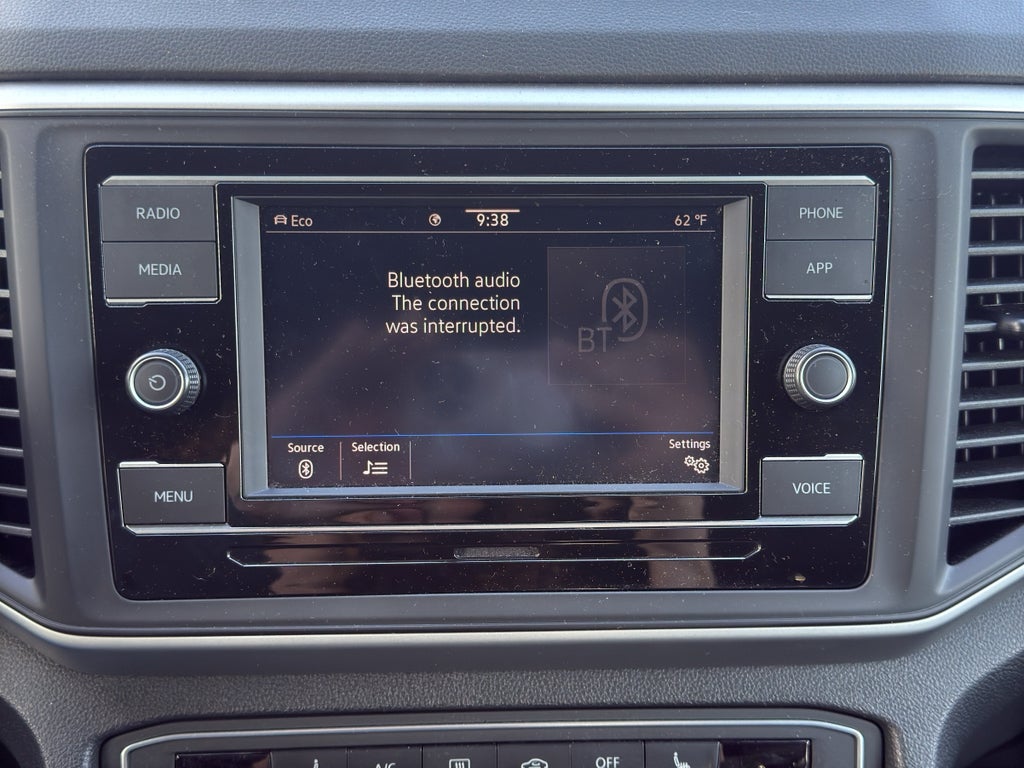 RADIO
MEDIA
PHONE
APP
Eco
9:38
62 °F
Bluetooth audio
The connection
was interrupted.
BT
Source
Selection
Settings
MENU
VOICE
A/C
OFF